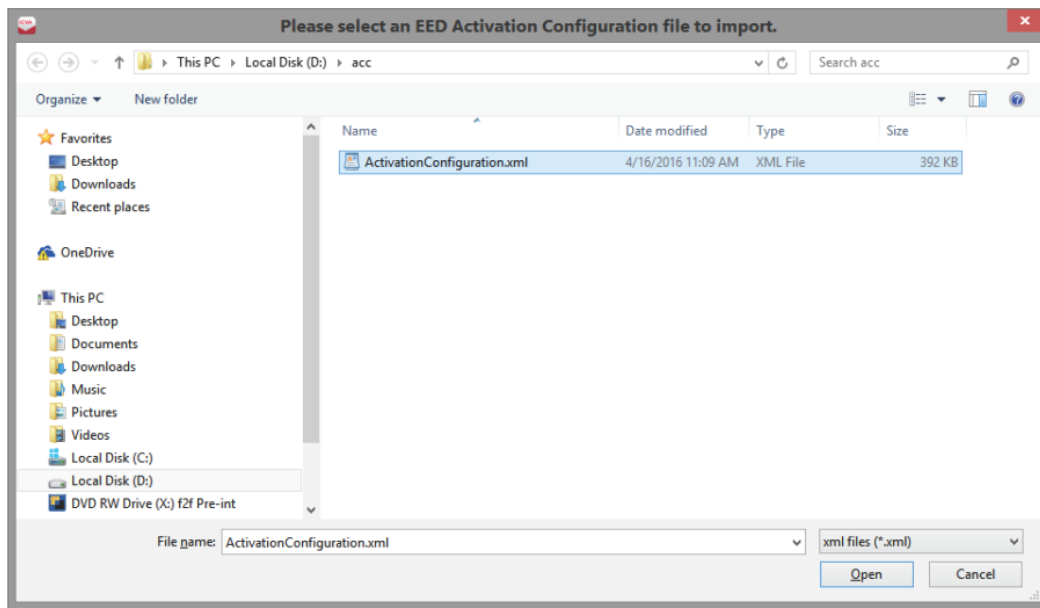 Please select an EED Activation Configuration file to import.
This PC Local Disk (D:) acc
Search acc
Organize New folder
Name Date modified Type Size
ActivationConfiguration.xml 4/16/2016 11:09 AM XML File 392 KB
Favorites
Desktop
Downloads
Recent places
OneDrive
This PC
Desktop
Documents
Downloads
Music
Pictures
Videos
Local Disk (C:)
Local Disk (D:)
DVD RW Drive (X:) f2f Pre-int
File name: ActivationConfiguration.xml
xml files (*.xml)
Open Cancel